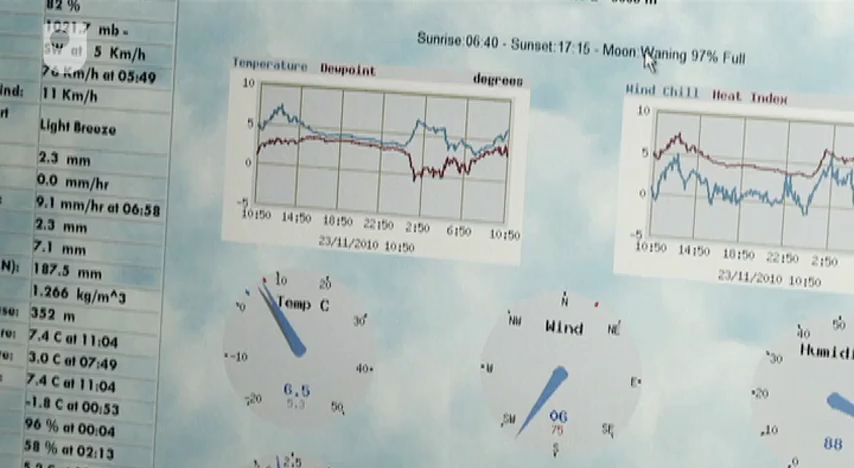 82 %
1021.7 mb -
SW at 5 Km/h
76 Km/h at 05:49
11 Km/h
Light Breeze
2.3 mm
0.0 mm/hr
9.1 mm/hr at 06:58
2.3 mm
7.1 mm
N): 187.5 mm
1.266 kg/m^3
352 m
7.4 C at 11:04
3.0 C at 07:49
7.4 C at 11:04
-1.8 C at 00:53
96 % at 00:04
58 % at 02:13
Sunrise:06:40 - Sunset:17:15 - Moon:Waning 97% Full
Temperature Dewpoint degrees
10
5
0
-5
10:50 14:50 18:50 22:50 2:50 6:50 10:50
23/11/2010 10:50
Wind Chill Heat Index
10
5
0
-5
10:50 14:50 18:50 22:50 2:50
23/11/2010 10:50
Temp C
-20 -10 0 10 20 30 40 50
6.5
5.3
Wind
N NE E SE S SW W NW
06
75
10 20 30 40 50
88